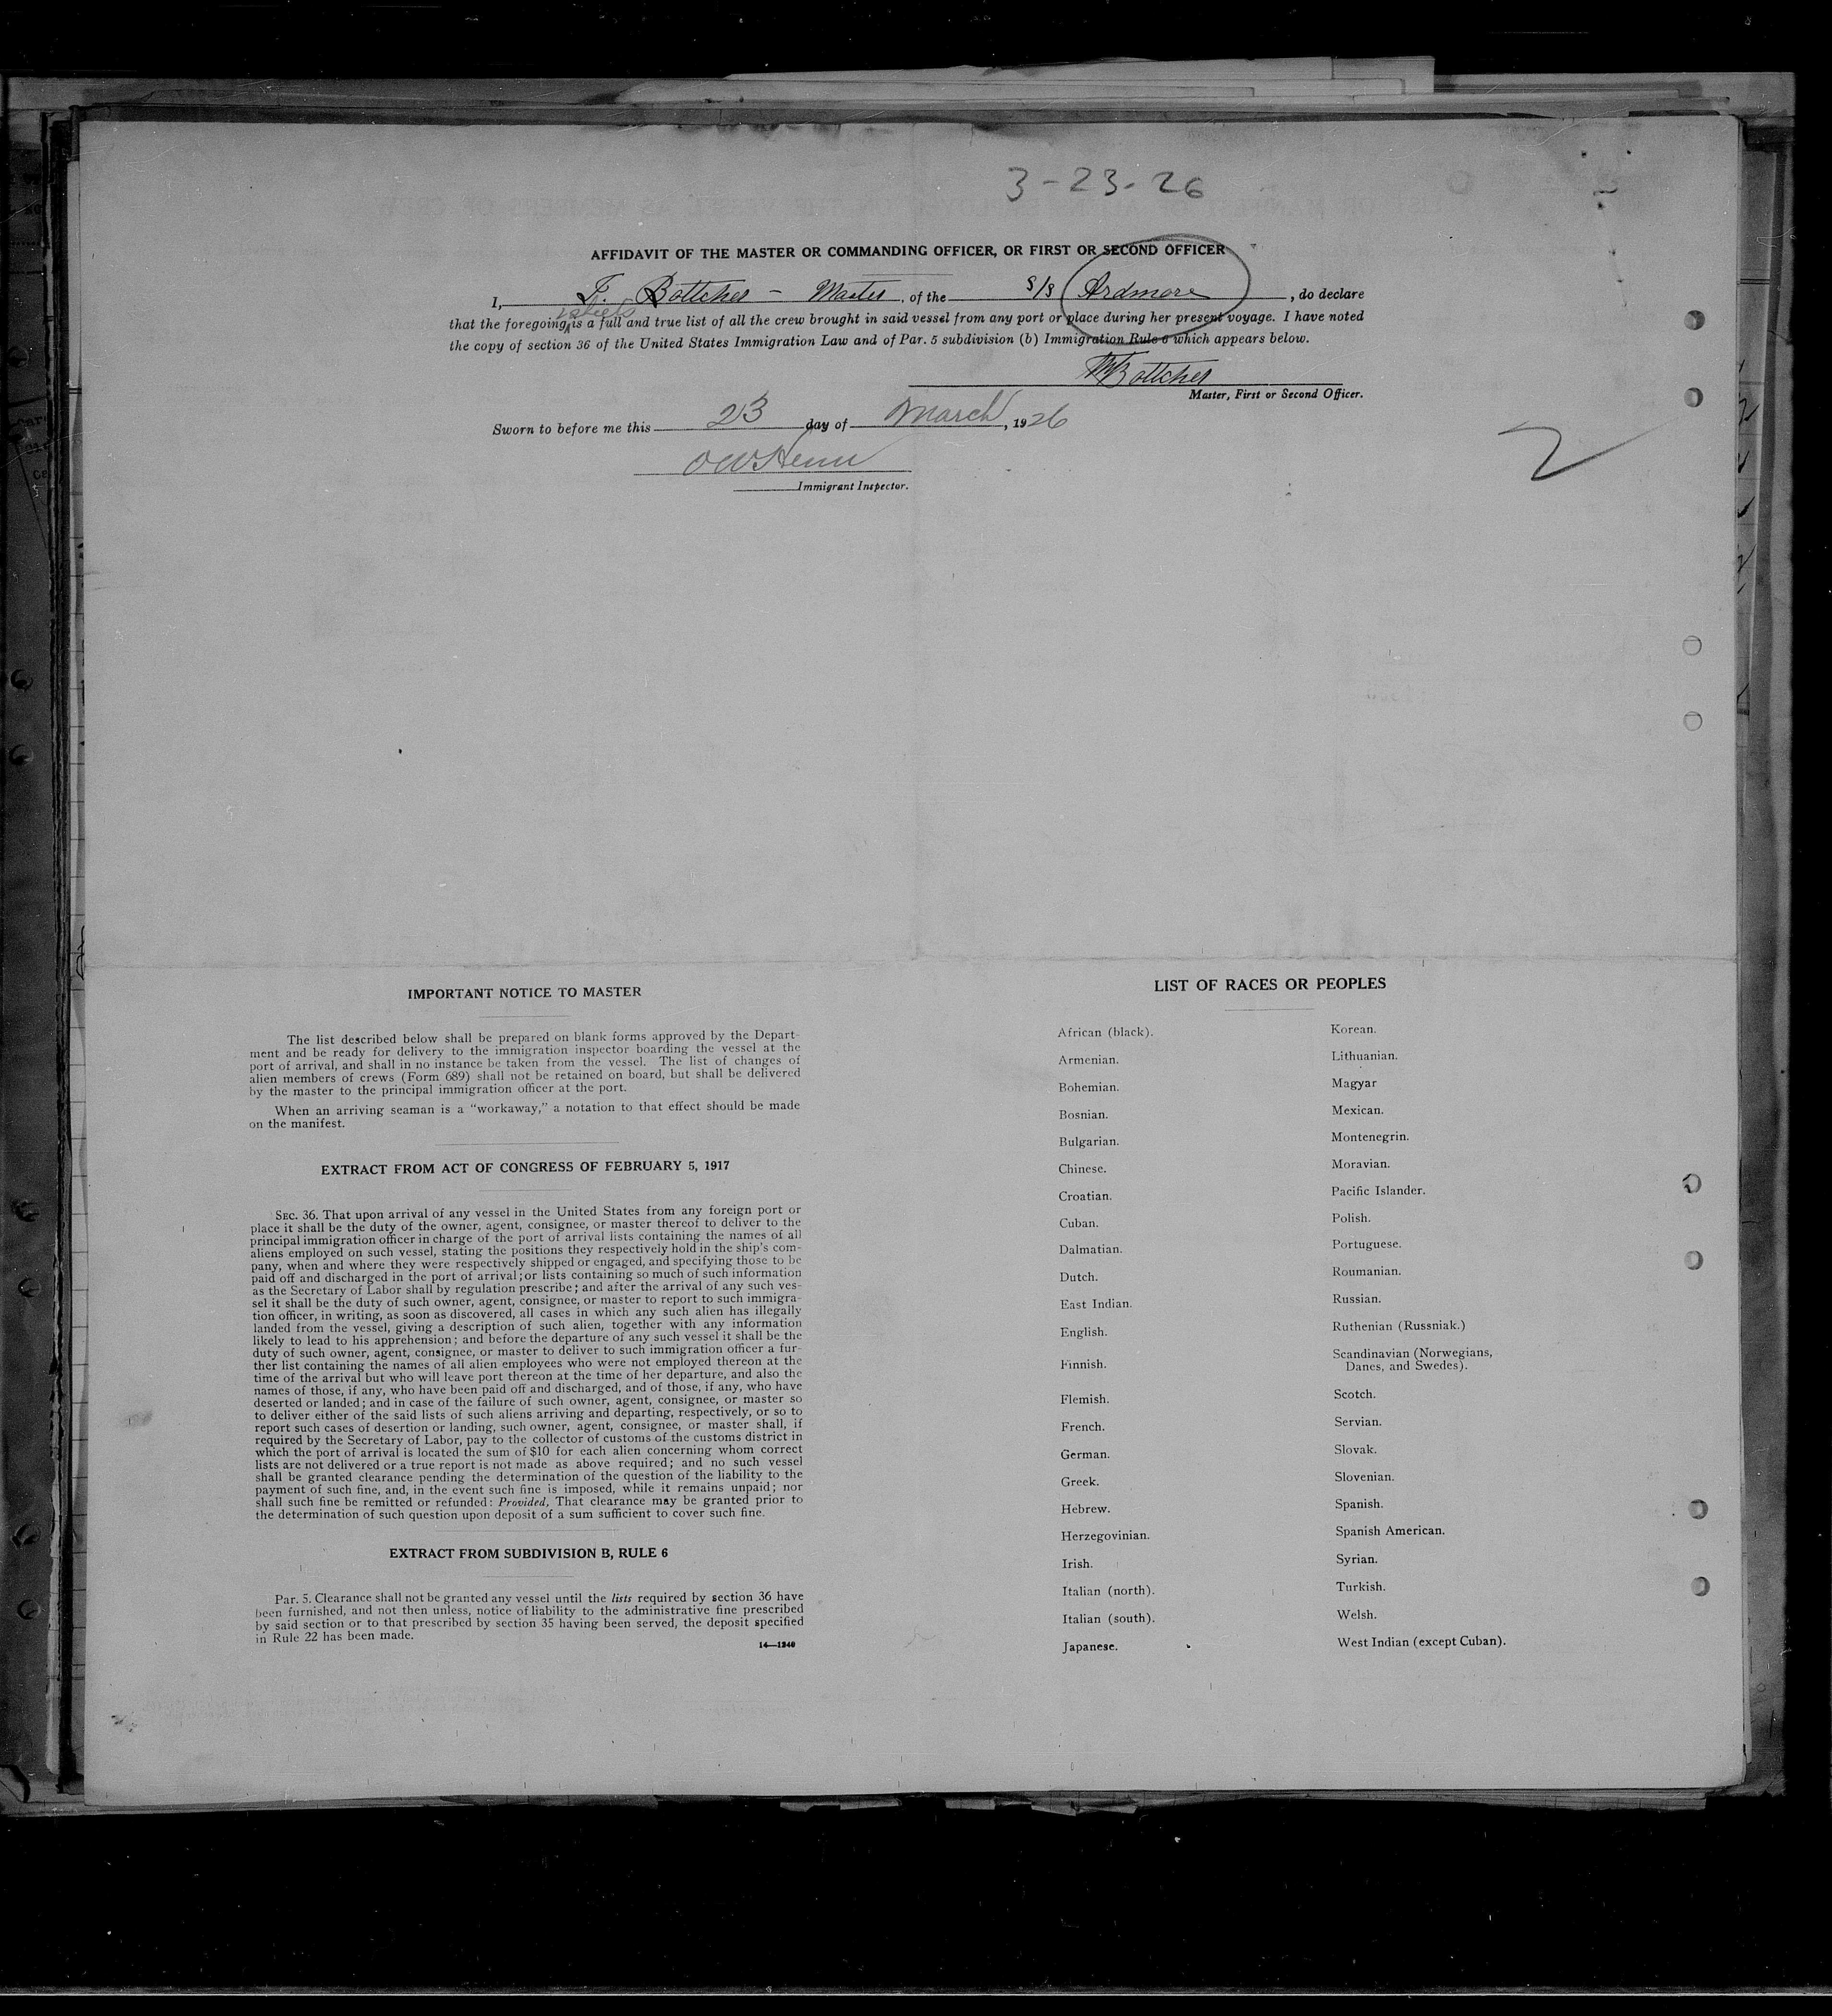 3-23-26
AFFIDAVIT OF THE MASTER OR COMMANDING OFFICER, OR FIRST OR SECOND OFFICER
I, F. Bottcher - Master, of the S/S Ardmore, do declare
that the foregoing is a full and true list of all the crew brought in said vessel from any port or place during her present voyage. I have noted
the copy of section 36 of the United States Immigration Law and of Par. 5 subdivision (b) Immigration Rule 6 which appears below.
Bottcher
Master, First or Second Officer.
Sworn to before me this 23 day of March, 1926
Immigrant Inspector.
2
IMPORTANT NOTICE TO MASTER
The list described below shall be prepared on blank forms approved by the Depart-
ment and be ready for delivery to the immigration inspector boarding the vessel at the
port of arrival, and shall in no instance be taken from the vessel. The list of changes of
alien members of crews (Form 689) shall not be retained on board, but shall be delivered
by the master to the principal immigration officer at the port.
When an arriving seaman is a “workaway,” a notation to that effect should be made
on the manifest.
EXTRACT FROM ACT OF CONGRESS OF FEBRUARY 5, 1917
SEC. 36. That upon arrival of any vessel in the United States from any foreign port or
place it shall be the duty of the owner, agent, consignee, or master thereof to deliver to the
principal immigration officer in charge of the port of arrival lists containing the names of all
aliens employed on such vessel, stating the positions they respectively hold in the ship's com-
pany, when and where they were respectively shipped or engaged, and specifying those to be
paid off and discharged in the port of arrival; or lists containing so much of such information
as the Secretary of Labor shall by regulation prescribe; and after the arrival of any such ves-
sel it shall be the duty of such owner, agent, consignee, or master to report to such immigra-
tion officer, in writing, as soon as discovered, all cases in which any such alien has illegally
landed from the vessel, giving a description of such alien, together with any information
likely to lead to his apprehension; and before the departure of any such vessel it shall be the
duty of such owner, agent, consignee, or master to deliver to such immigration officer a fur-
ther list containing the names of all alien employees who were not employed thereon at the
time of the arrival but who will leave port thereon at the time of her departure, and also the
names of those, if any, who have been paid off and discharged, and of those, if any, who have
deserted or landed; and in case of the failure of such owner, agent, consignee, or master so
to deliver either of the said lists of such aliens arriving and departing, respectively, or so to
report such cases of desertion or landing, such owner, agent, consignee, or master shall, if
required by the Secretary of Labor, pay to the collector of customs of the customs district in
which the port of arrival is located the sum of $10 for each alien concerning whom correct
lists are not delivered or a true report is not made as above required; and no such vessel
shall be granted clearance pending the determination of the question of the liability to the
payment of such fine, and, in the event such fine is imposed, while it remains unpaid; nor
shall such fine be remitted or refunded: Provided, That clearance may be granted prior to
the determination of such question upon deposit of a sum sufficient to cover such fine.
EXTRACT FROM SUBDIVISION B, RULE 6
Par. 5. Clearance shall not be granted any vessel until the lists required by section 36 have
been furnished, and not then unless, notice of liability to the administrative fine prescribed
by said section or to that prescribed by section 35 having been served, the deposit specified
in Rule 22 has been made.
14—1240
LIST OF RACES OR PEOPLES
African (black).
Armenian.
Bohemian.
Bosnian.
Bulgarian.
Chinese.
Croatian.
Cuban.
Dalmatian.
Dutch.
East Indian.
English.
Finnish.
Flemish.
French.
German.
Greek.
Hebrew.
Herzegovinian.
Irish.
Italian (north).
Italian (south).
Japanese.
Korean.
Lithuanian.
Magyar
Mexican.
Montenegrin.
Moravian.
Pacific Islander.
Polish.
Portuguese.
Roumanian.
Russian.
Ruthenian (Russniak.)
Scandinavian (Norwegians,
Danes, and Swedes).
Scotch.
Servian.
Slovak.
Slovenian.
Spanish.
Spanish American.
Syrian.
Turkish.
Welsh.
West Indian (except Cuban).